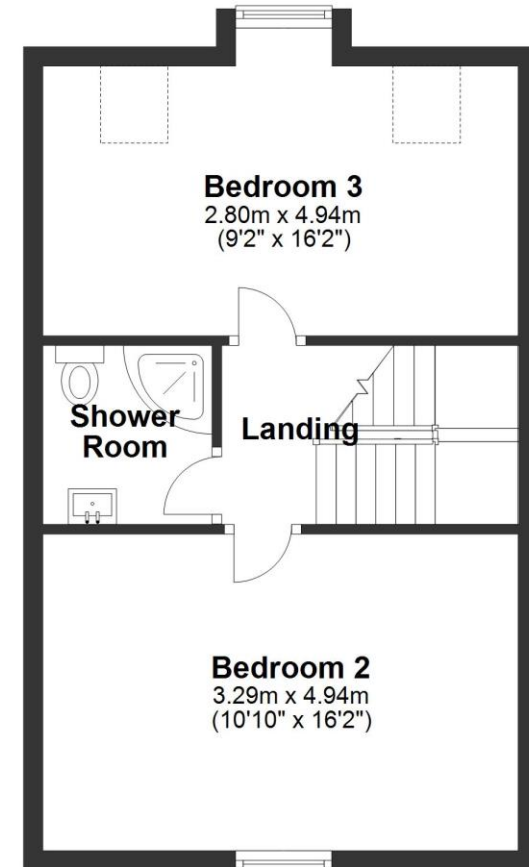 Bedroom 3
2.80m x 4.94m
(9'2" x 16'2")
Shower
Room
Landing
Bedroom 2
3.29m x 4.94m
(10'10" x 16'2")